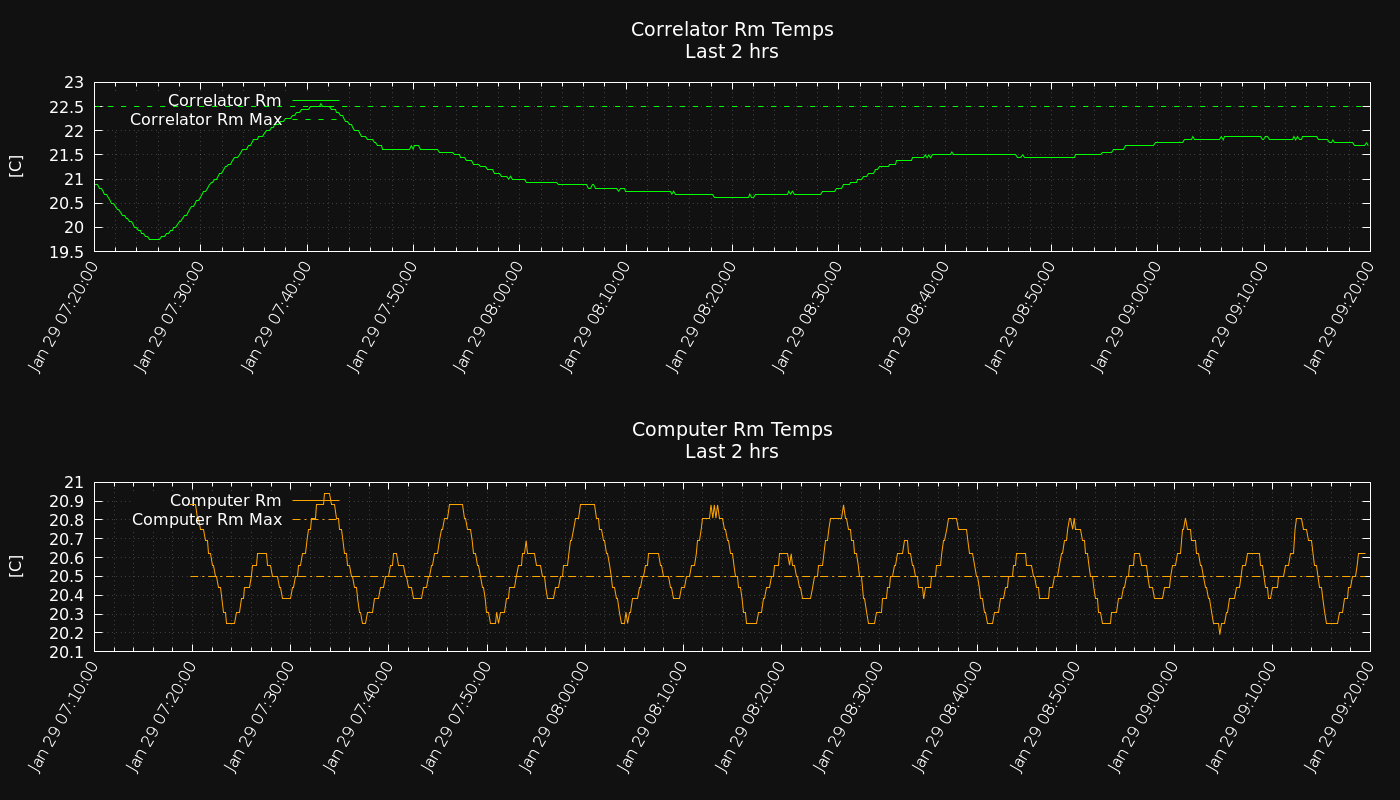 Correlator Rm Temps
Last 2 hrs
23
22.5
22
21.5
21
20.5
20
19.5
[C]
Correlator Rm
Correlator Rm Max
Jan 29 07:20:00
Jan 29 07:30:00
Jan 29 07:40:00
Jan 29 07:50:00
Jan 29 08:00:00
Jan 29 08:10:00
Jan 29 08:20:00
Jan 29 08:30:00
Jan 29 08:40:00
Jan 29 08:50:00
Jan 29 09:00:00
Jan 29 09:10:00
Jan 29 09:20:00
Computer Rm Temps
Last 2 hrs
21
20.9
20.8
20.7
20.6
20.5
20.4
20.3
20.2
20.1
[C]
Computer Rm
Computer Rm Max
Jan 29 07:10:00
Jan 29 07:20:00
Jan 29 07:30:00
Jan 29 07:40:00
Jan 29 07:50:00
Jan 29 08:00:00
Jan 29 08:10:00
Jan 29 08:20:00
Jan 29 08:30:00
Jan 29 08:40:00
Jan 29 08:50:00
Jan 29 09:00:00
Jan 29 09:10:00
Jan 29 09:20:00